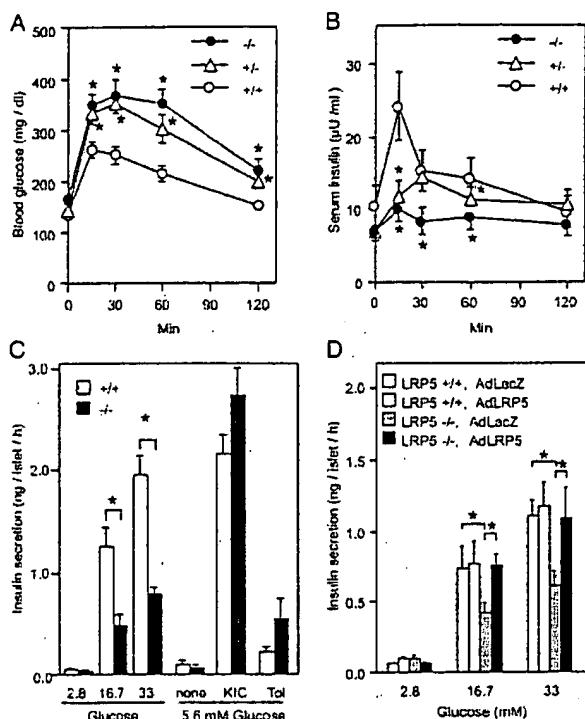 A
Blood glucose (mg / dl)
500
400
300
200
100
0
-/-
+/-
+/+
* * *
* * * * *
0 30 60 90 120
Min
B
Serum Insulin (µU /ml)
30
20
10
0
-/-
+/-
+/+
* *
* * *
0 30 60 90 120
Min
C
Insulin secretion (ng / islet / h)
3.0
2.0
1.0
0.0
+/+
-/-
*
*
2.8 16.7 33 none KIC Tol
Glucose 5.6 mM Glucose
D
Insulin secretion (ng / islet / h)
2.0
1.5
1.0
0.5
0.0
LRP5 +/+, AdLacZ
LRP5 +/+, AdLRP5
LRP5 -/-, AdLacZ
LRP5 -/-, AdLRP5
* *
* *
2.8 16.7 33
Glucose (mM)